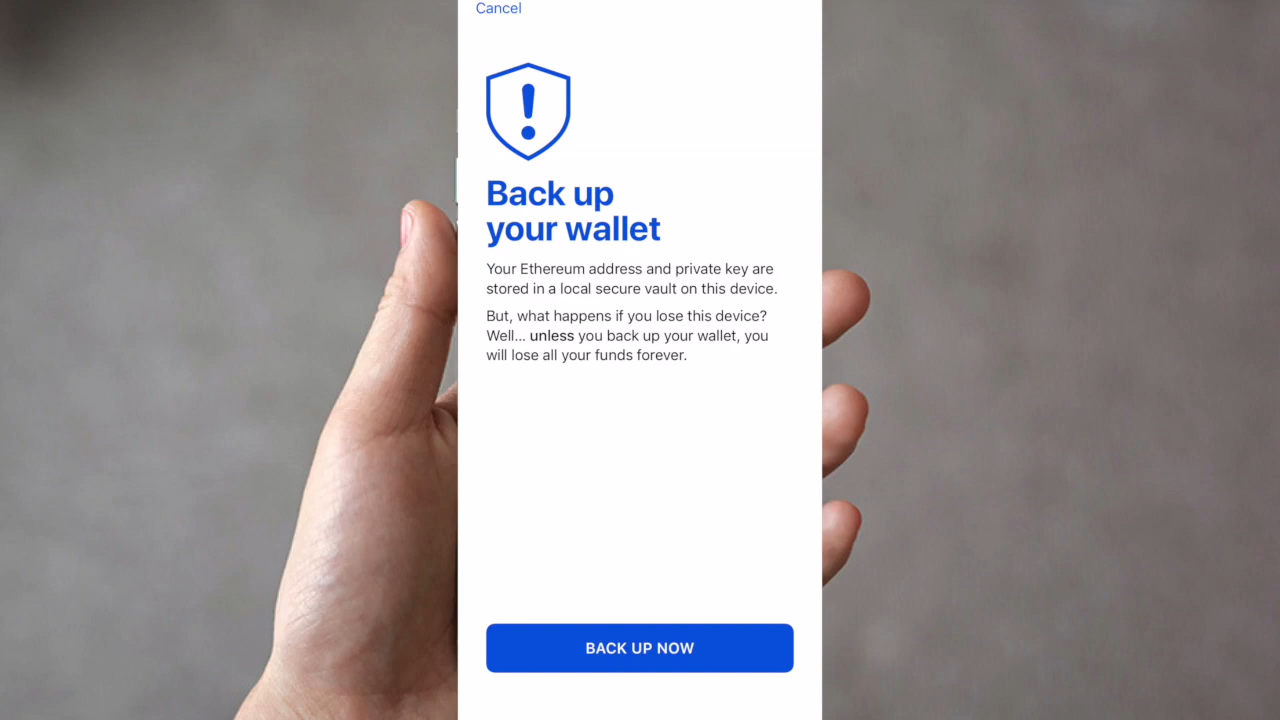 Cancel
Back up
your wallet
Your Ethereum address and private key are
stored in a local secure vault on this device.
But, what happens if you lose this device?
Well... unless you back up your wallet, you
will lose all your funds forever.
BACK UP NOW